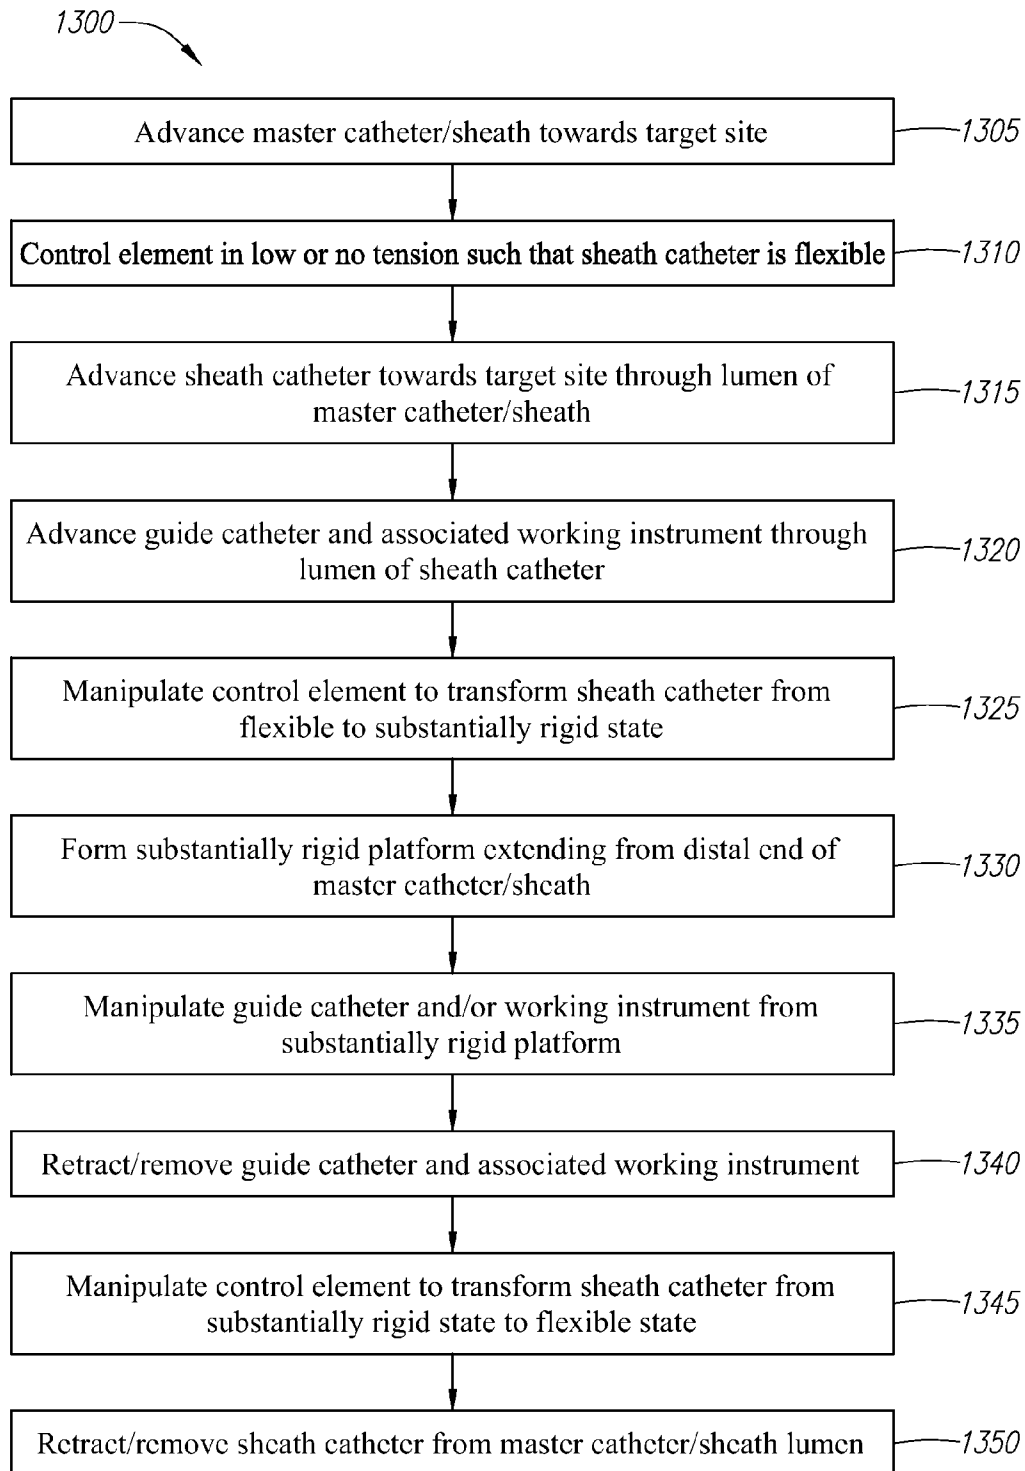 1300
Advance master catheter/sheath towards target site
1305
Control element in low or no tension such that sheath catheter is flexible
1310
Advance sheath catheter towards target site through lumen of
master catheter/sheath
1315
Advance guide catheter and associated working instrument through
lumen of sheath catheter
1320
Manipulate control element to transform sheath catheter from
flexible to substantially rigid state
1325
Form substantially rigid platform extending from distal end of
master catheter/sheath
1330
Manipulate guide catheter and/or working instrument from
substantially rigid platform
1335
Retract/remove guide catheter and associated working instrument
1340
Manipulate control element to transform sheath catheter from
substantially rigid state to flexible state
1345
Retract/remove sheath catheter from master catheter/sheath lumen
1350